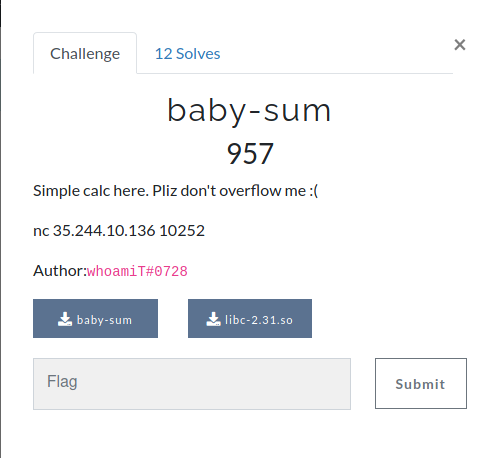 Challenge
12 Solves
×
baby-sum
957
Simple calc here. Pliz don't overflow me :(
nc 35.244.10.136 10252
Author:whoamiT#0728
baby-sum
libc-2.31.so
Flag
Submit